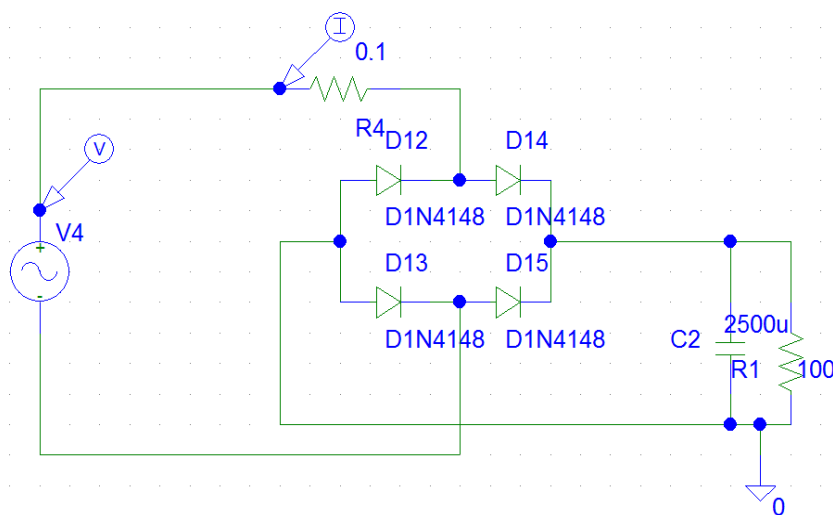 I
0.1
R4
D12
D14
V
V4
D1N4148
D1N4148
+
-
D13
D15
D1N4148
D1N4148
C2
2500u
R1
100
0